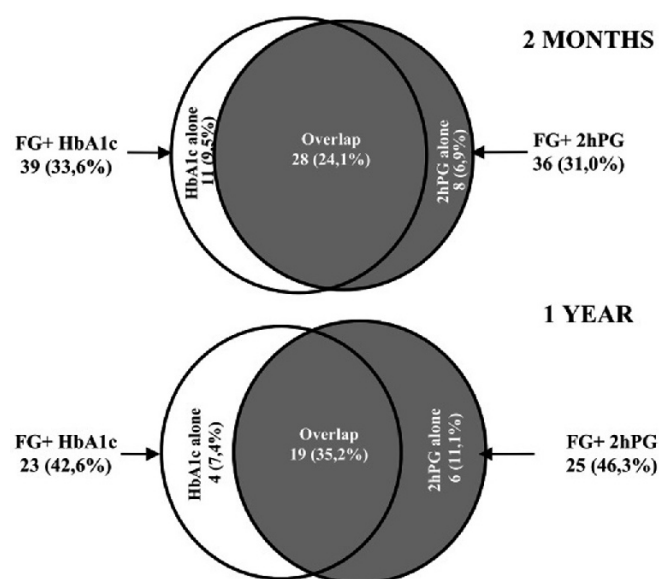 2 MONTHS
FG+ HbA1c
39 (33,6%)
HbA1c alone
11 (9,5%)
Overlap
28 (24,1%)
2hPG alone
8 (6,9%)
FG+ 2hPG
36 (31,0%)
1 YEAR
FG+ HbA1c
23 (42,6%)
HbA1c alone
4 (7,4%)
Overlap
19 (35,2%)
2hPG alone
6 (11,1%)
FG+ 2hPG
25 (46,3%)